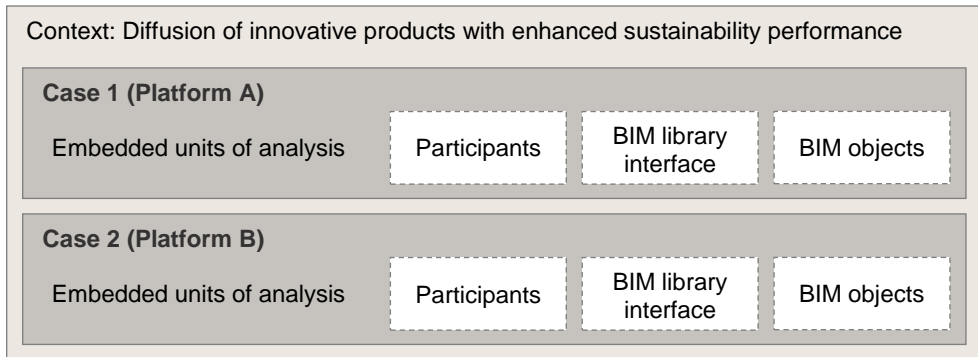 Context: Diffusion of innovative products with enhanced sustainability performance
Case 1 (Platform A)
Embedded units of analysis
Participants
BIM library
interface
BIM objects
Case 2 (Platform B)
Embedded units of analysis
Participants
BIM library
interface
BIM objects